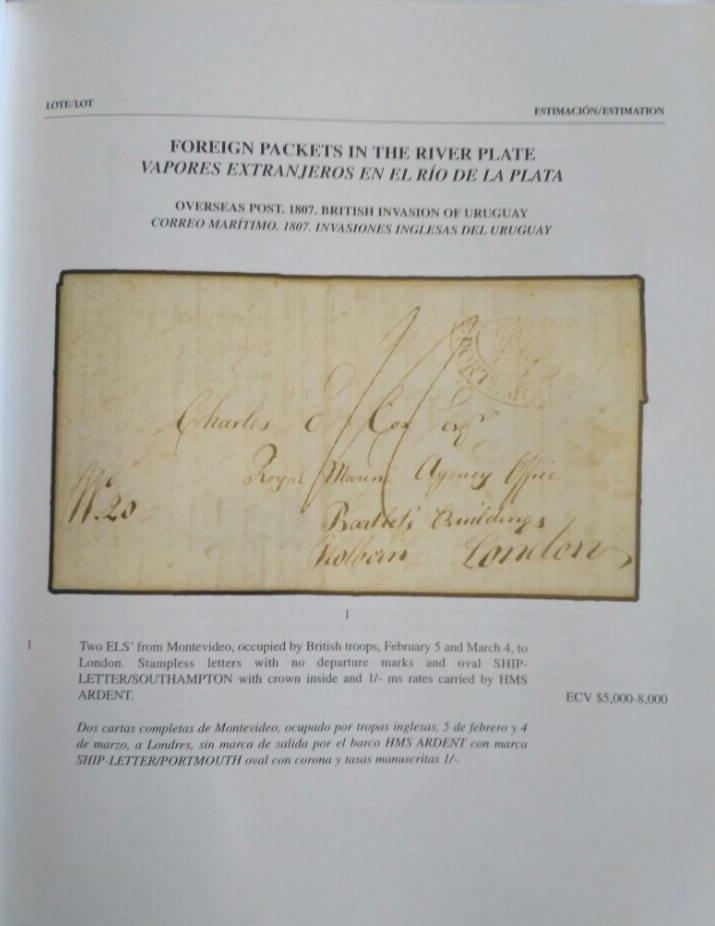 LOTE/LOT
ESTIMACIÓN/ESTIMATION
FOREIGN PACKETS IN THE RIVER PLATE
VAPORES EXTRANJEROS EN EL RÍO DE LA PLATA
OVERSEAS POST. 1807. BRITISH INVASION OF URUGUAY
CORREO MARÍTIMO. 1807. INVASIONES INGLESAS DEL URUGUAY
Charles Cox Esqr
Royal Marine Agency Office
No. 20
Bartlet's Buildings
Holborn London
1
1
Two ELS' from Montevideo, occupied by British troops, February 5 and March 4, to
London. Stampless letters with no departure marks and oval SHIP-
LETTER/SOUTHAMPTON with crown inside and 1/- ms rates carried by HMS
ARDENT.
ECV $5,000-8,000
Dos cartas completas de Montevideo, ocupado por tropas inglesas, 5 de febrero y 4
de marzo, a Londres, sin marca de salida por el barco HMS ARDENT con marca
SHIP-LETTER/PORTMOUTH oval con corona y tasas manuscritas 1/-.